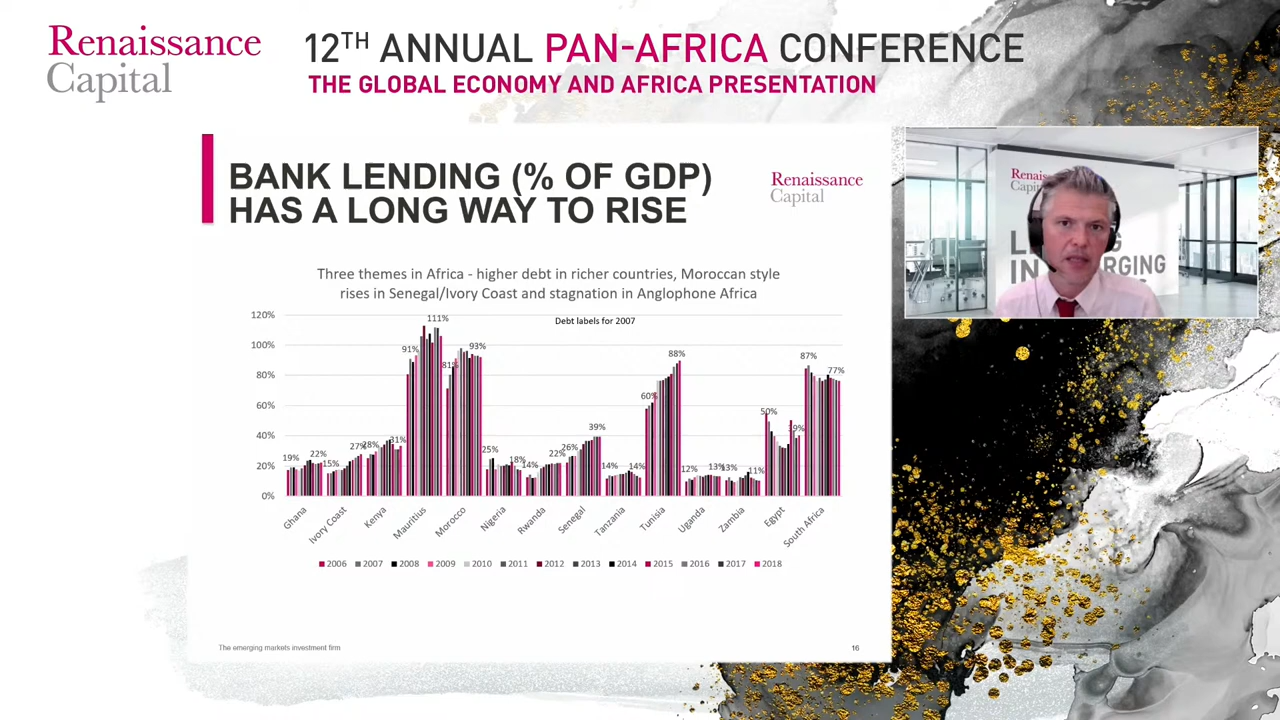 Renaissance
Capital
12TH ANNUAL PAN-AFRICA CONFERENCE
THE GLOBAL ECONOMY AND AFRICA PRESENTATION
BANK LENDING (% OF GDP)
HAS A LONG WAY TO RISE
Renaissance
Capital
Three themes in Africa - higher debt in richer countries, Moroccan style
rises in Senegal/Ivory Coast and stagnation in Anglophone Africa
Debt labels for 2007
120%
100%
80%
60%
40%
20%
0%
19% 22% 15% 27% 28% 31% 91% 111% 81% 93% 25% 18% 14% 22% 26% 39% 14% 14% 60% 88% 12% 13% 13% 11% 50% 39% 87% 77%
Ghana Ivory Coast Kenya Mauritius Morocco Nigeria Rwanda Senegal Tanzania Tunisia Uganda Zambia Egypt South Africa
2006 2007 2008 2009 2010 2011 2012 2013 2014 2015 2016 2017 2018
The emerging markets investment firm
16
Renais
Capi
IN
RGING